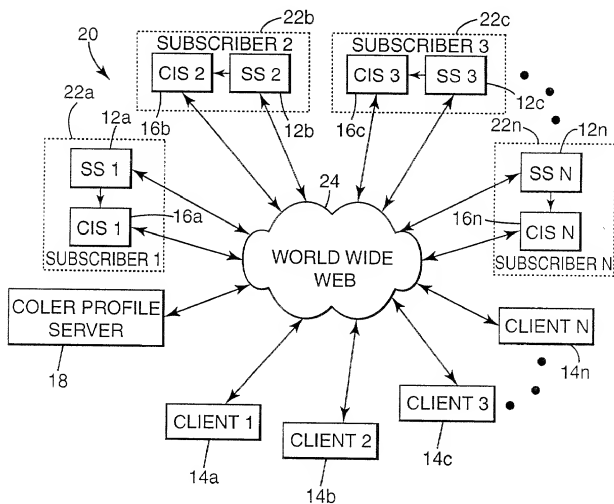 22b
22c
20
SUBSCRIBER 2
SUBSCRIBER 3
CIS 2
SS 2
CIS 3
SS 3
22a
12a
16b
12b
16c
12c
22n
12n
SS 1
SS N
24
CIS 1
16a
16n
CIS N
SUBSCRIBER 1
WORLD WIDE
WEB
SUBSCRIBER N
COLER PROFILE
SERVER
18
CLIENT N
14n
CLIENT 1
CLIENT 2
CLIENT 3
14a
14b
14c